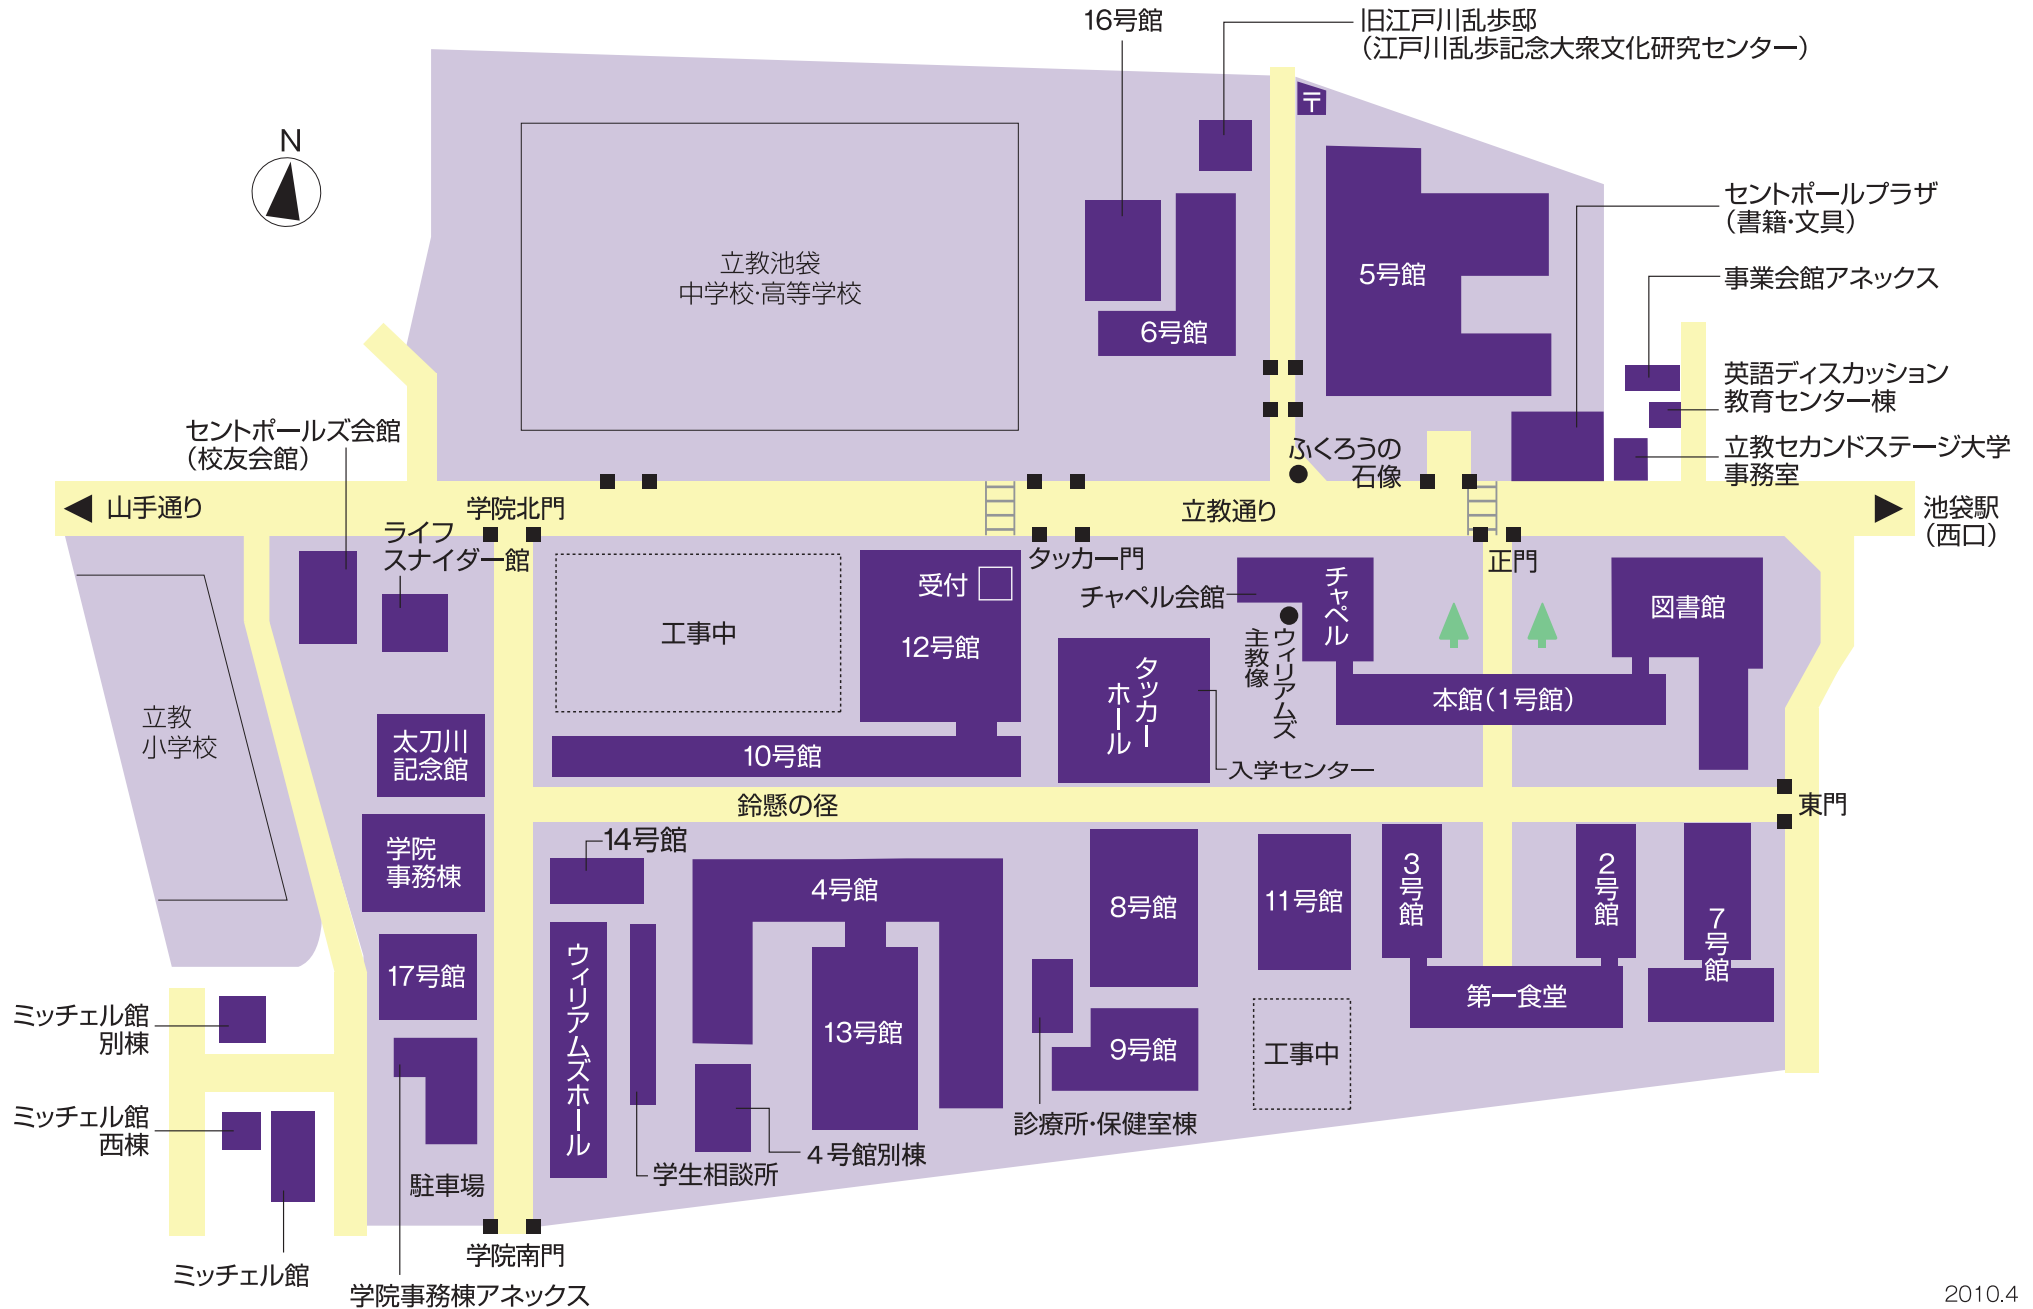 16号館
旧江戸川乱歩邸
（江戸川乱歩記念大衆文化研究センター）
〒
N
セントポールプラザ
（書籍・文具）
立教池袋
中学校・高等学校
5号館
事業会館アネックス
6号館
英語ディスカッション
教育センター棟
セントポールズ会館
（校友会館）
ふくろうの
石像
立教セカンドステージ大学
事務室
山手通り
学院北門
立教通り
池袋駅
（西口）
ライフ
スナイダー館
タッカー門
正門
受付
チャペル会館
チャペル
図書館
工事中
12号館
ウィリアムズ
主教像
タッカー
ホール
本館（1号館）
立教
小学校
太刀川
記念館
10号館
入学センター
鈴懸の径
東門
14号館
学院
事務棟
4号館
8号館
11号館
3号館
2号館
7号館
17号館
ウィリアムズホール
13号館
第一食堂
ミッチェル館
別棟
9号館
工事中
ミッチェル館
西棟
診療所・保健室棟
4号館別棟
学生相談所
駐車場
学院南門
ミッチェル館
学院事務棟アネックス
2010.4